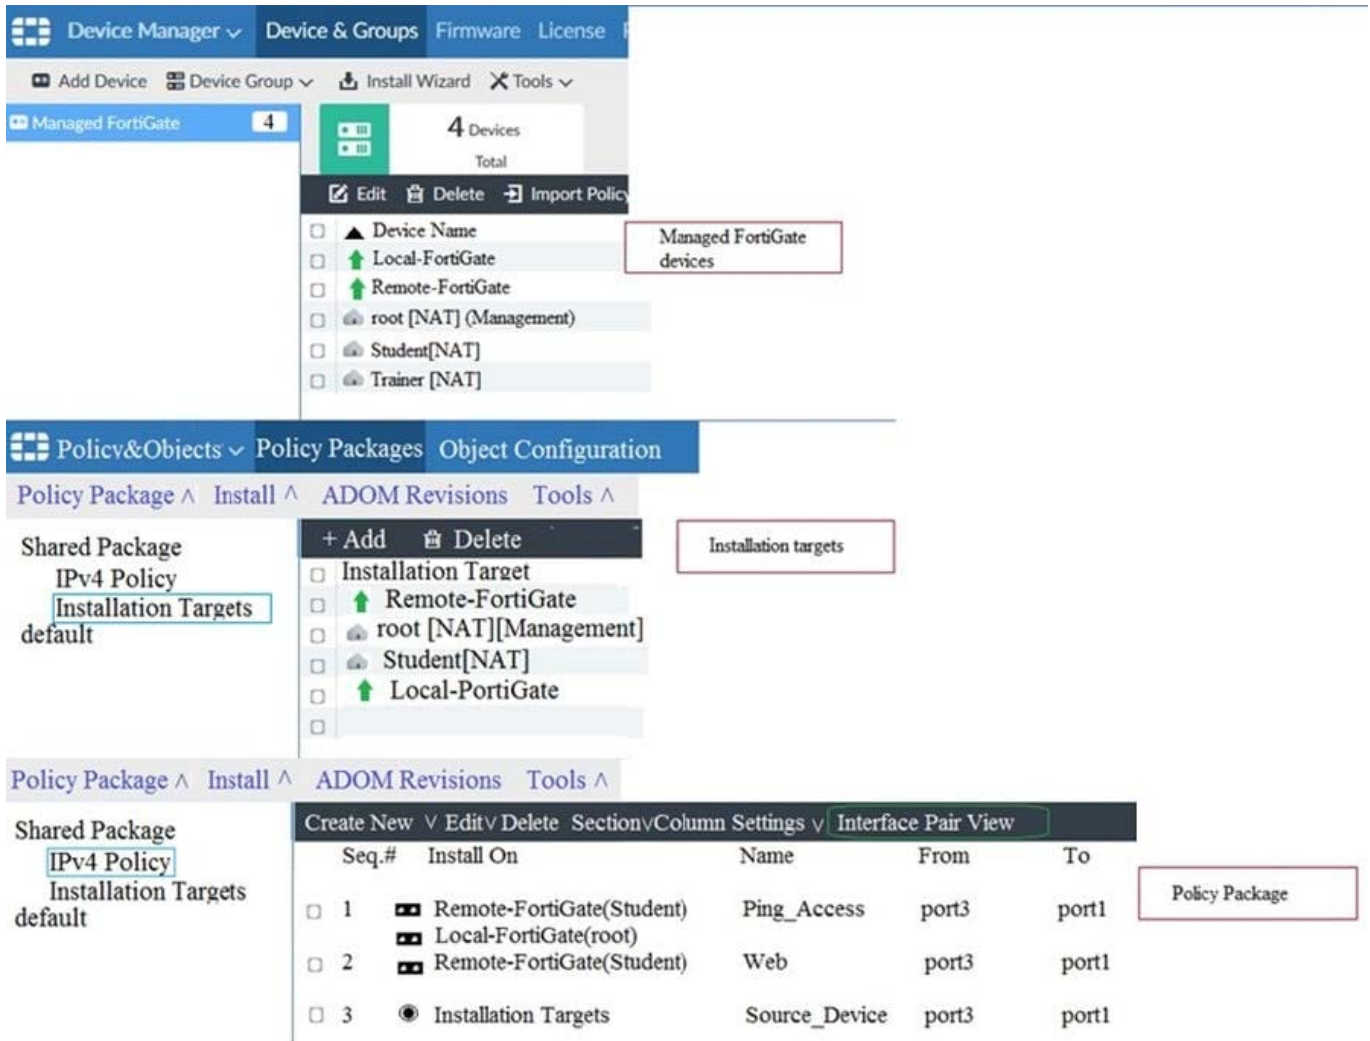 Device Manager Device & Groups Firmware License
Add Device Device Group Install Wizard Tools
Managed FortiGate 4
4 Devices
Total
Edit Delete Import Policy
Device Name
Local-FortiGate
Remote-FortiGate
root [NAT] (Management)
Student[NAT]
Trainer [NAT]
Managed FortiGate
devices
Policy&Objects Policy Packages Object Configuration
Policy Package ^ Install ^ ADOM Revisions Tools ^
Shared Package
IPv4 Policy
Installation Targets
default
+ Add Delete
Installation Target
Remote-FortiGate
root [NAT][Management]
Student[NAT]
Local-PortiGate
Installation targets
Policy Package ^ Install ^ ADOM Revisions Tools ^
Shared Package
IPv4 Policy
Installation Targets
default
Create New V Edit V Delete Section V Column Settings V Interface Pair View
Seq.# Install On Name From To
1 Remote-FortiGate(Student) Ping_Access port3 port1
Local-FortiGate(root)
2 Remote-FortiGate(Student) Web port3 port1
3 Installation Targets Source_Device port3 port1
Policy Package